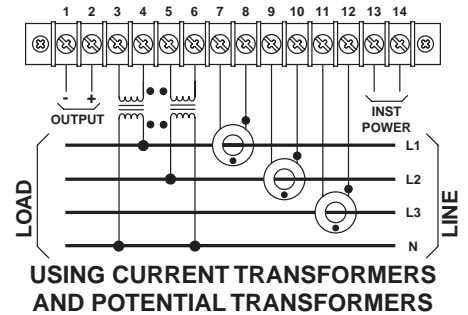 1 2 3 4 5 6 7 8 9 10 11 12 13 14
- +
OUTPUT
INST
POWER
L1
L2
L3
N
LOAD
LINE
USING CURRENT TRANSFORMERS
AND POTENTIAL TRANSFORMERS